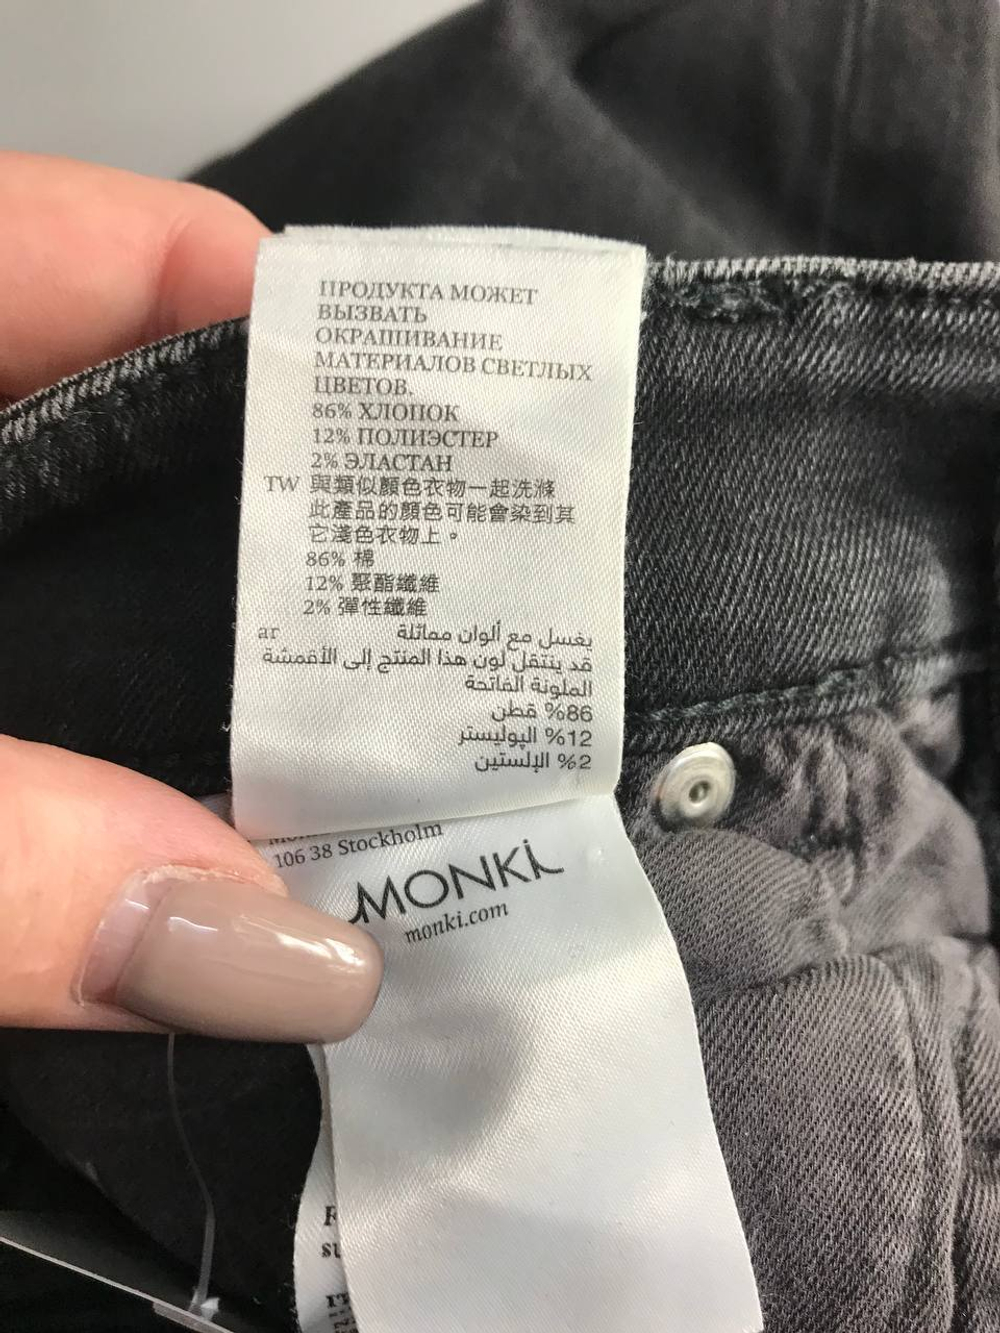 ПРОДУКТА МОЖЕТ
ВЫЗВАТЬ
ОКРАШИВАНИЕ
МАТЕРИАЛОВ СВЕТЛЫХ
ЦВЕТОВ.
86% ХЛОПОК
12% ПОЛИЭСТЕР
2% ЭЛАСТАН
TW 與類似顏色衣物一起洗滌
此產品的顏色可能會染到其
它淺色衣物上。
86% 棉
12% 聚酯纖維
2% 彈性纖維
ar يغسل مع ألوان مماثلة
قد ينتقل لون هذا المنتج إلى الأقمشة
الملونة الفاتحة
86% قطن
12% البوليستر
2% الإلستين
106 38 Stockholm
MONKI
monki.com